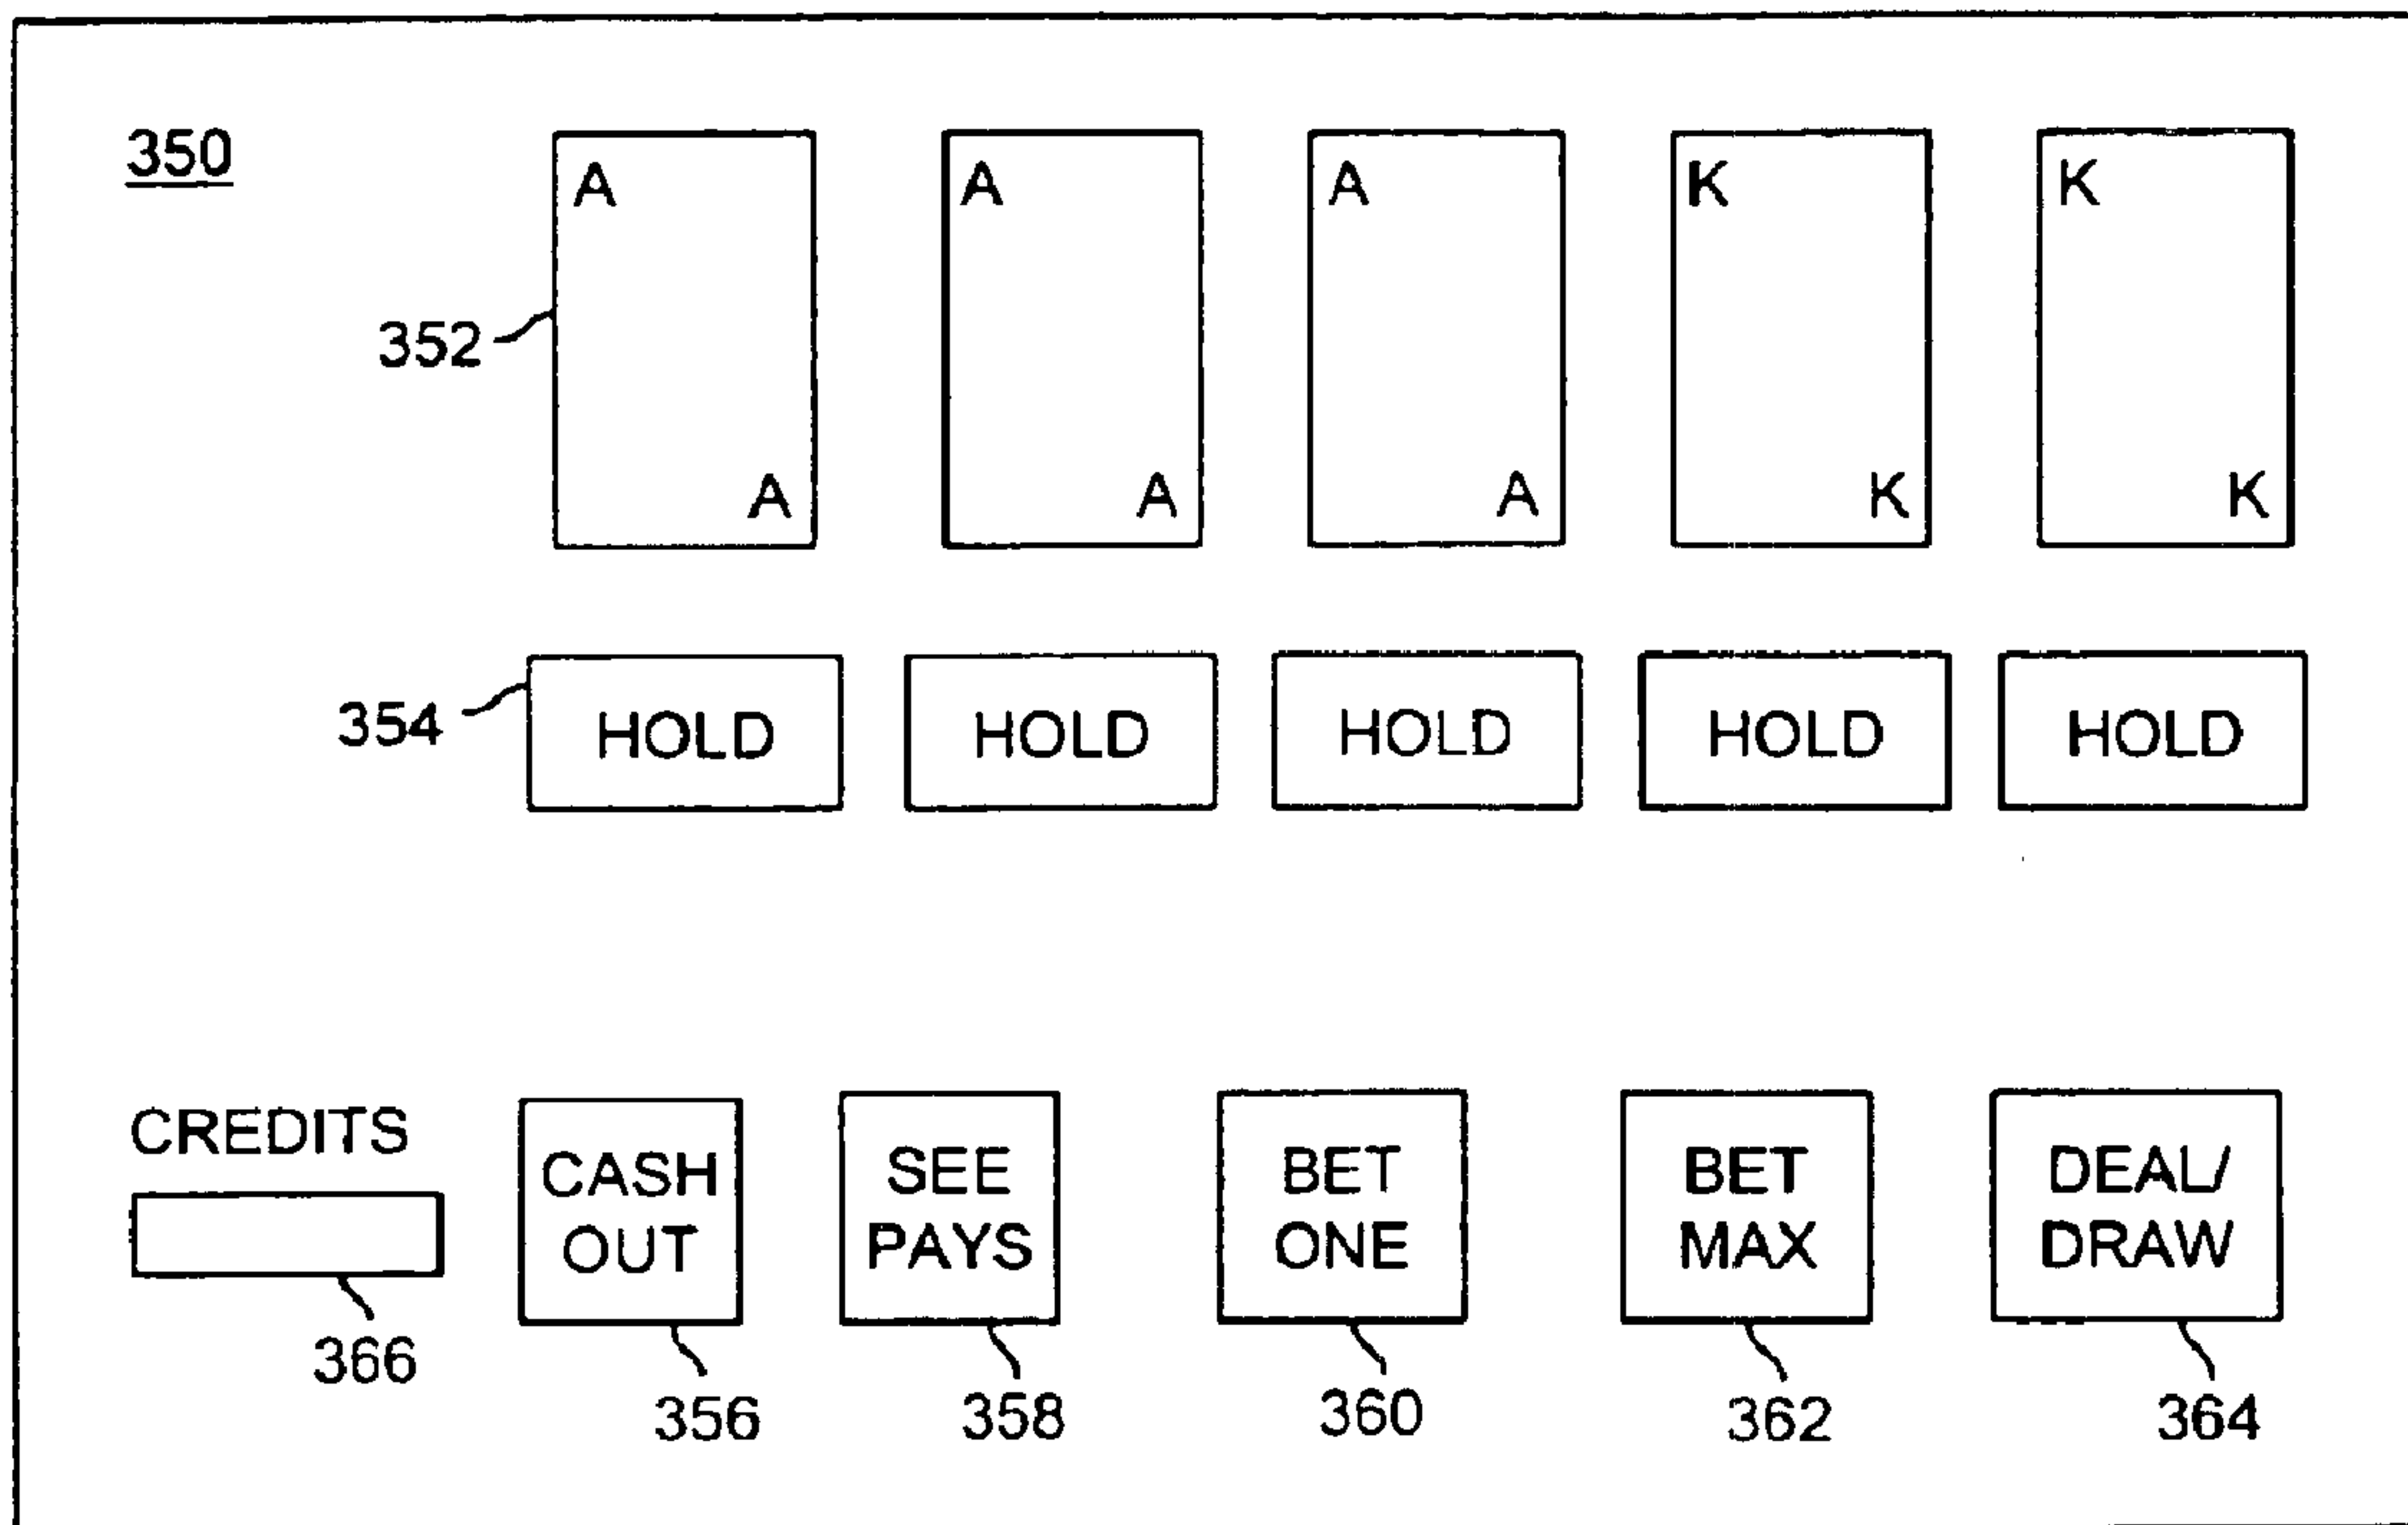 350
A A A K K
352
A A A K K
354
HOLD HOLD HOLD HOLD HOLD
CREDITS
CASH OUT
SEE PAYS
BET ONE
BET MAX
DEAL/ DRAW
366
356
358
360
362
364